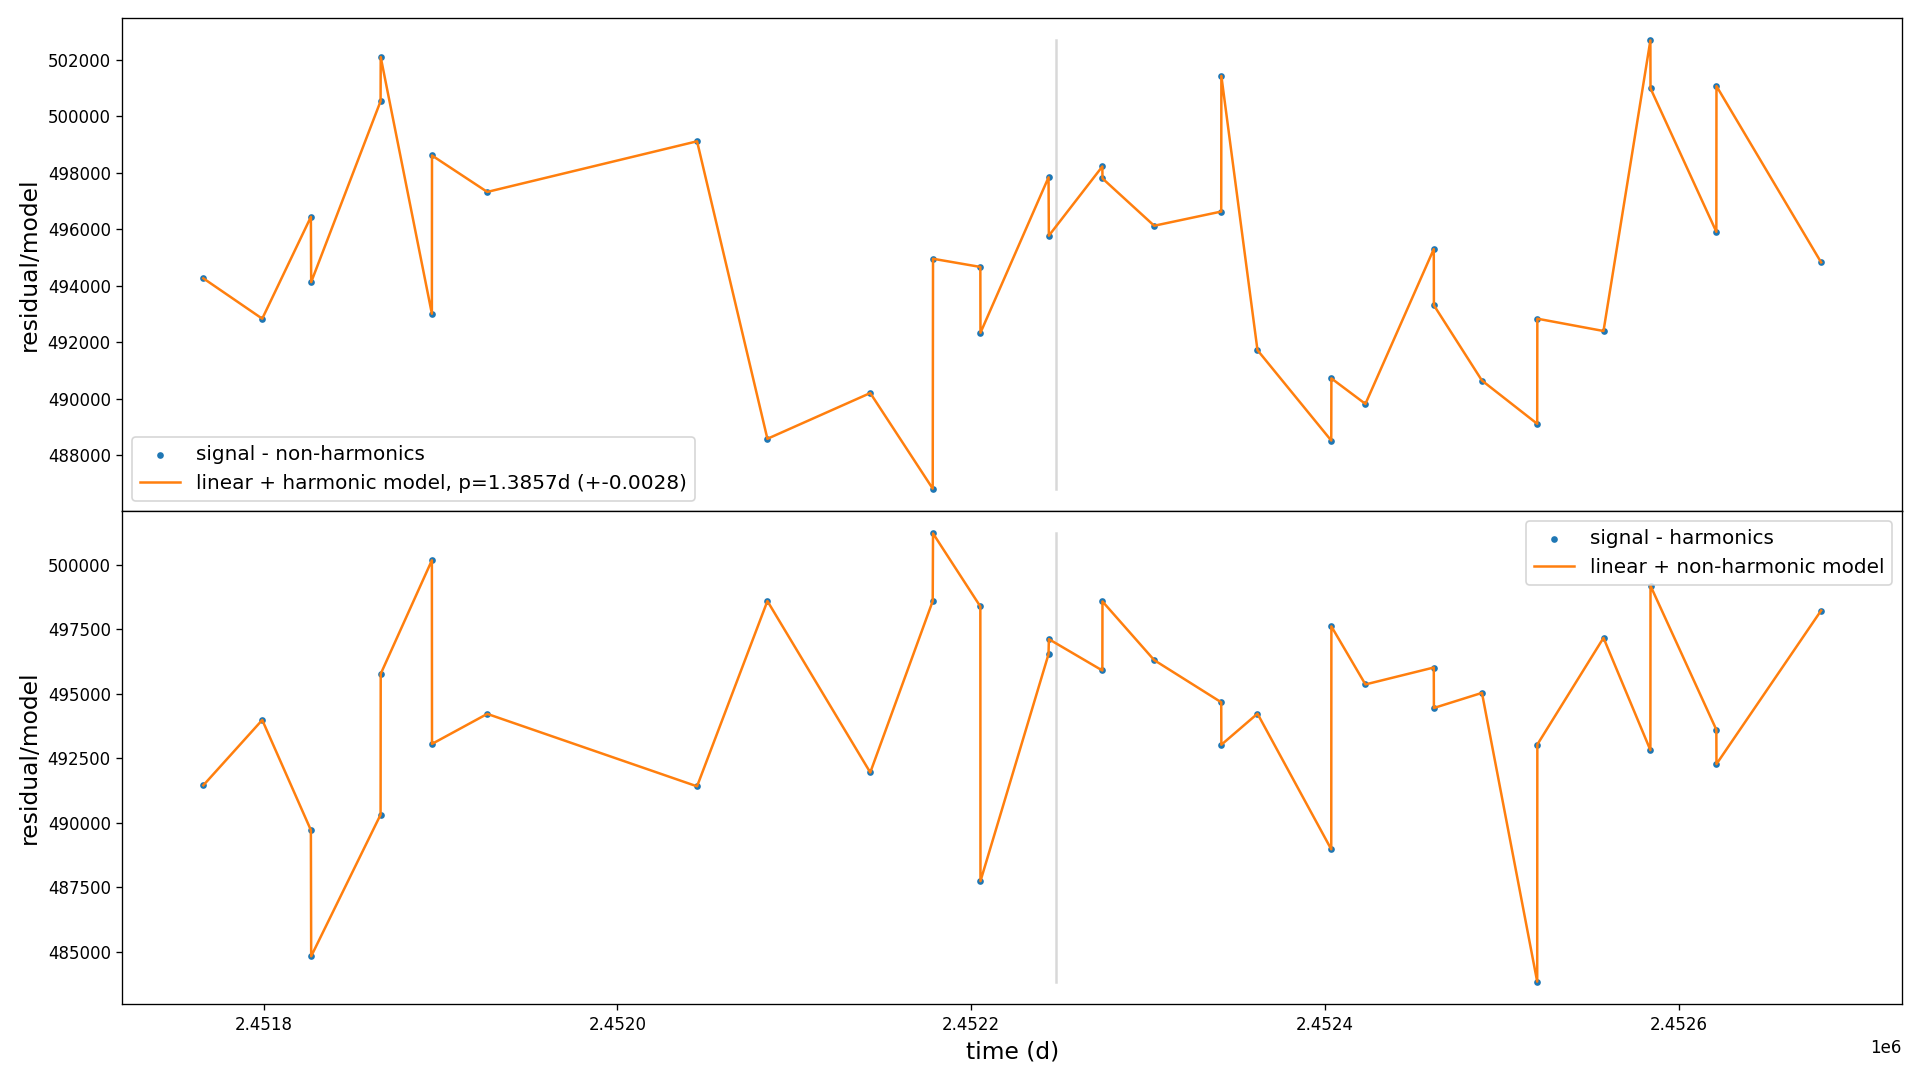 residual/model
502000
500000
498000
496000
494000
492000
490000
488000
signal - non-harmonics
linear + harmonic model, p=1.3857d (+-0.0028)
residual/model
500000
497500
495000
492500
490000
487500
485000
signal - harmonics
linear + non-harmonic model
2.4518
2.4520
2.4522
2.4524
2.4526
time (d)
1e6